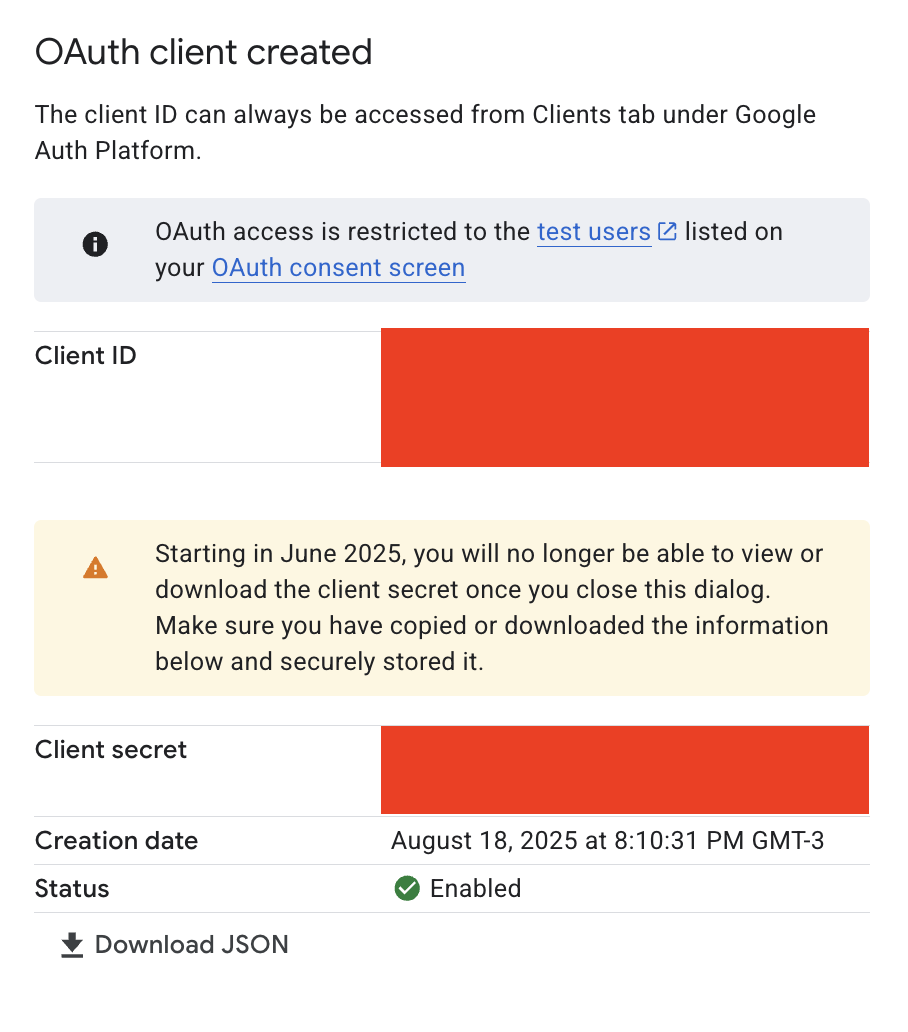 OAuth client created
The client ID can always be accessed from Clients tab under Google
Auth Platform.
OAuth access is restricted to the test users listed on
your OAuth consent screen
Client ID
Starting in June 2025, you will no longer be able to view or
download the client secret once you close this dialog.
Make sure you have copied or downloaded the information
below and securely stored it.
Client secret
Creation date August 18, 2025 at 8:10:31 PM GMT-3
Status Enabled
Download JSON